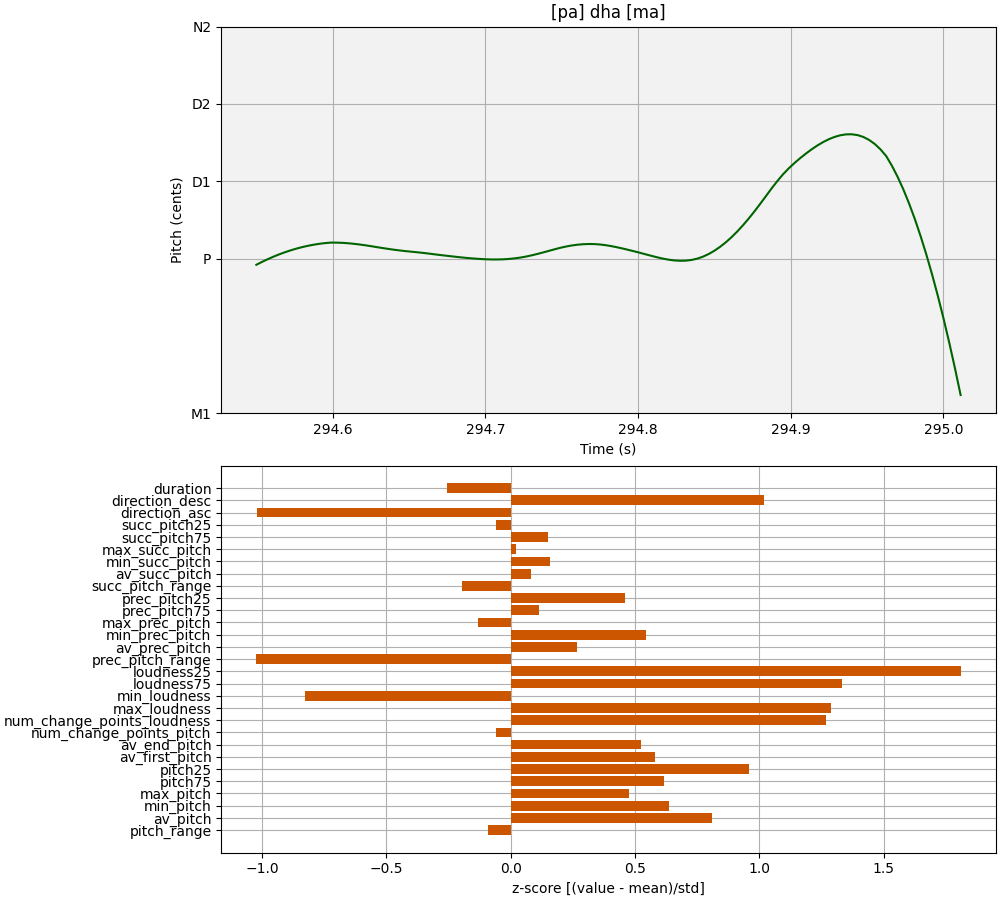 [pa] dha [ma]
N2
D2
D1
P
M1
Pitch (cents)
294.6 294.7 294.8 294.9 295.0
Time (s)
duration
direction_desc
direction_asc
succ_pitch25
succ_pitch75
max_succ_pitch
min_succ_pitch
av_succ_pitch
succ_pitch_range
prec_pitch25
prec_pitch75
max_prec_pitch
min_prec_pitch
av_prec_pitch
prec_pitch_range
loudness25
loudness75
min_loudness
max_loudness
num_change_points_loudness
num_change_points_pitch
av_end_pitch
av_first_pitch
pitch25
pitch75
max_pitch
min_pitch
av_pitch
pitch_range
−1.0 −0.5 0.0 0.5 1.0 1.5
z-score [(value - mean)/std]